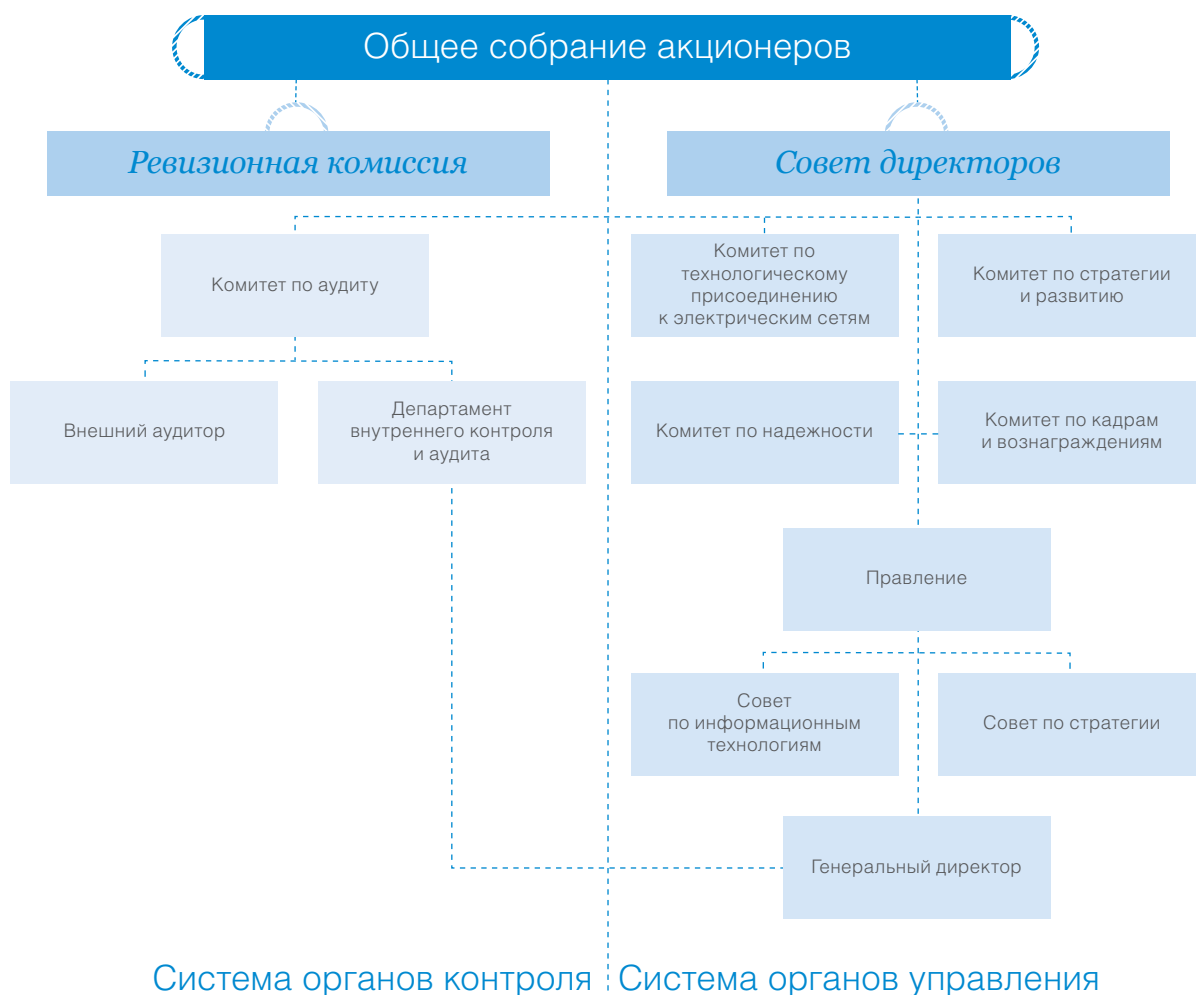 Общее собрание акционеров
Ревизионная комиссия
Совет директоров
Комитет по аудиту
Комитет по
технологическому
присоединению
к электрическим сетям
Комитет по стратегии
и развитию
Внешний аудитор
Департамент
внутреннего контроля
и аудита
Комитет по надежности
Комитет по кадрам
и вознаграждениям
Правление
Совет
по информационным
технологиям
Совет по стратегии
Генеральный директор
Система органов контроля
Система органов управления